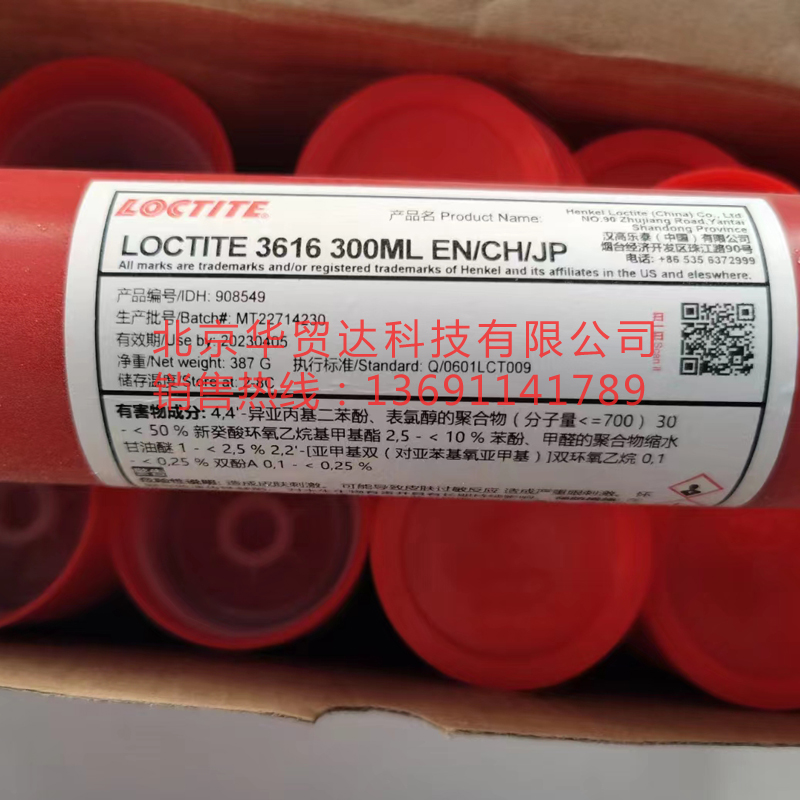 LOCTITE
产品名 Product Name:
Henkel Loctite (China) Co., Ltd.
NO.90 Zhujiang Road,Yantai
Shandong Province
汉高乐泰（中国）有限公司
烟台经济开发区珠江路90号
电话: +86 535 6372999
LOCTITE 3616 300ML EN/CH/JP
All marks are trademarks and/or registered trademarks of Henkel and its affiliates in the US and eleswhere.
产品编号/IDH: 908549
生产批号/Batch#: MT22714230
有效期/Use by: 20230405
净重/Net weight: 387 G 执行标准/Standard: Q/0601LCT009
储存温度/Store at: 2-8C
北京华贸达科技有限公司
销售热线：13691141789
有害物成分: 4,4'- 异亚丙基二苯酚、表氯醇的聚合物（分子量<=700）30
- < 50 % 新癸酸环氧乙烷基甲基酯 2,5 - < 10 % 苯酚、甲醛的聚合物缩水
甘油醚 1 - < 2,5% 2,2'-[亚甲基双（对亚苯基氧亚甲基）]双环氧乙烷 0,1
- < 0,25 % 双酚A 0,1 - < 0,25 %